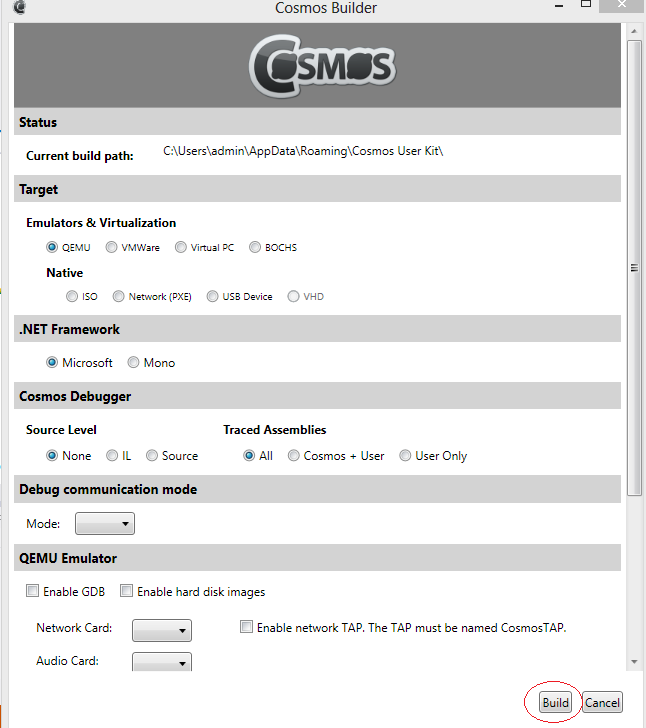 Cosmos Builder
COSMOS
Status
Current build path: C:\Users\admin\AppData\Roaming\Cosmos User Kit\
Target
Emulators & Virtualization
QEMU VMWare Virtual PC BOCHS
Native
ISO Network (PXE) USB Device VHD
.NET Framework
Microsoft Mono
Cosmos Debugger
Source Level Traced Assemblies
None IL Source All Cosmos + User User Only
Debug communication mode
Mode:
QEMU Emulator
Enable GDB Enable hard disk images
Network Card: Enable network TAP. The TAP must be named CosmosTAP.
Audio Card:
Build Cancel